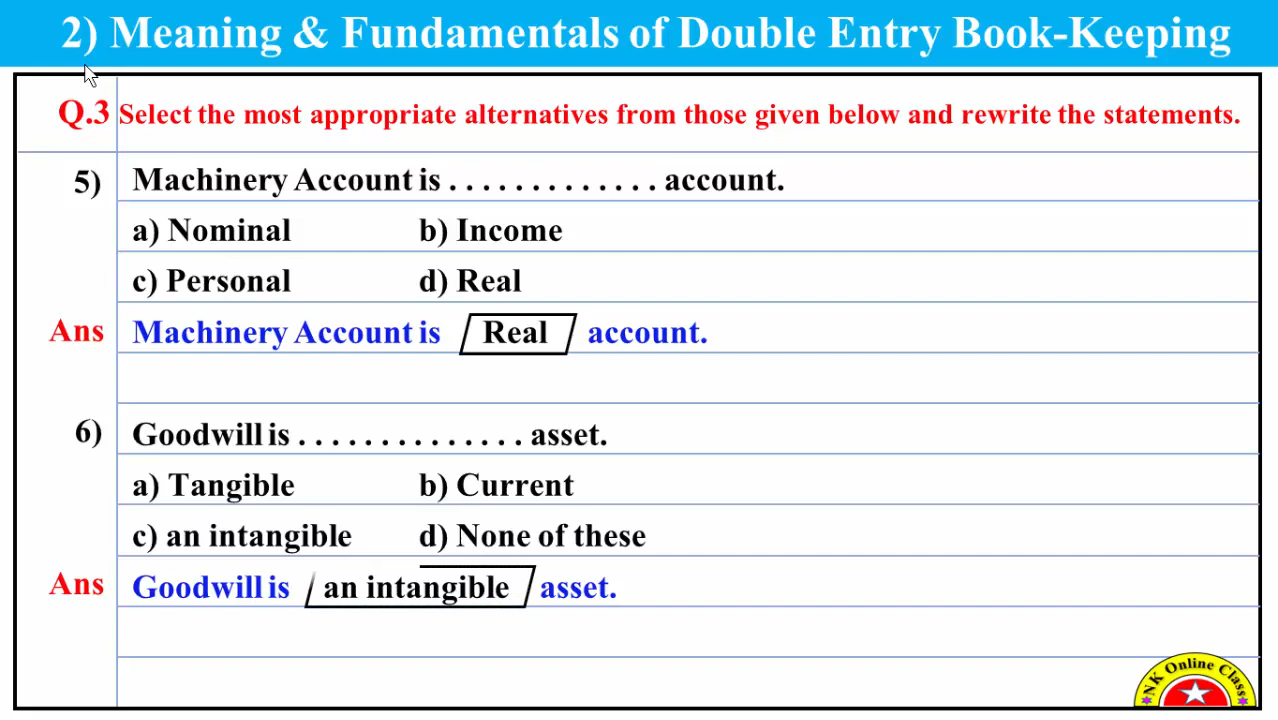 2) Meaning & Fundamentals of Double Entry Book-Keeping
Q.3 Select the most appropriate alternatives from those given below and rewrite the statements.
5) Machinery Account is . . . . . . . . . . . . . account.
a) Nominal b) Income
c) Personal d) Real
Ans Machinery Account is Real account.
6) Goodwill is . . . . . . . . . . . . . . asset.
a) Tangible b) Current
c) an intangible d) None of these
Ans Goodwill is an intangible asset.
NK Online Class